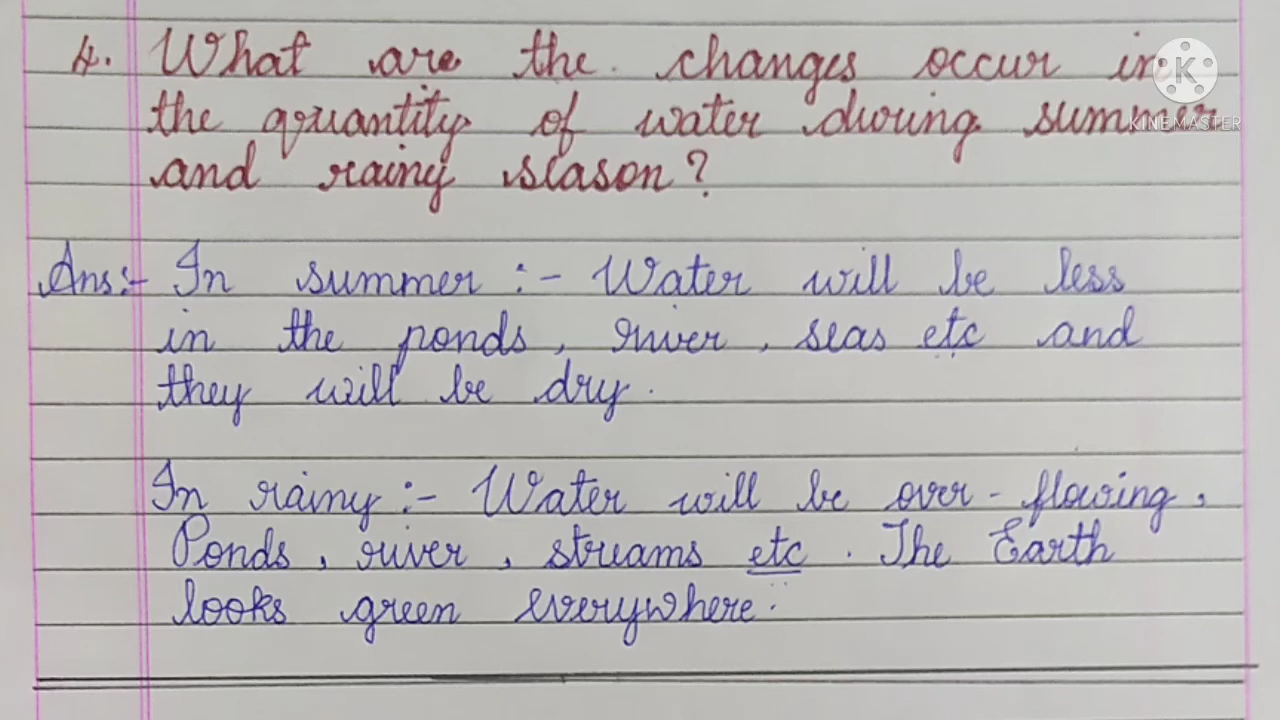 4. What are the changes occur in
the quantity of water during summer
and rainy season?
Ans:- In summer :- Water will be less
in the ponds, river, seas etc and
they will be dry.
In rainy :- Water will be over-flowing,
Ponds, river, streams etc. The Earth
looks green everywhere.
K
KINEMASTER